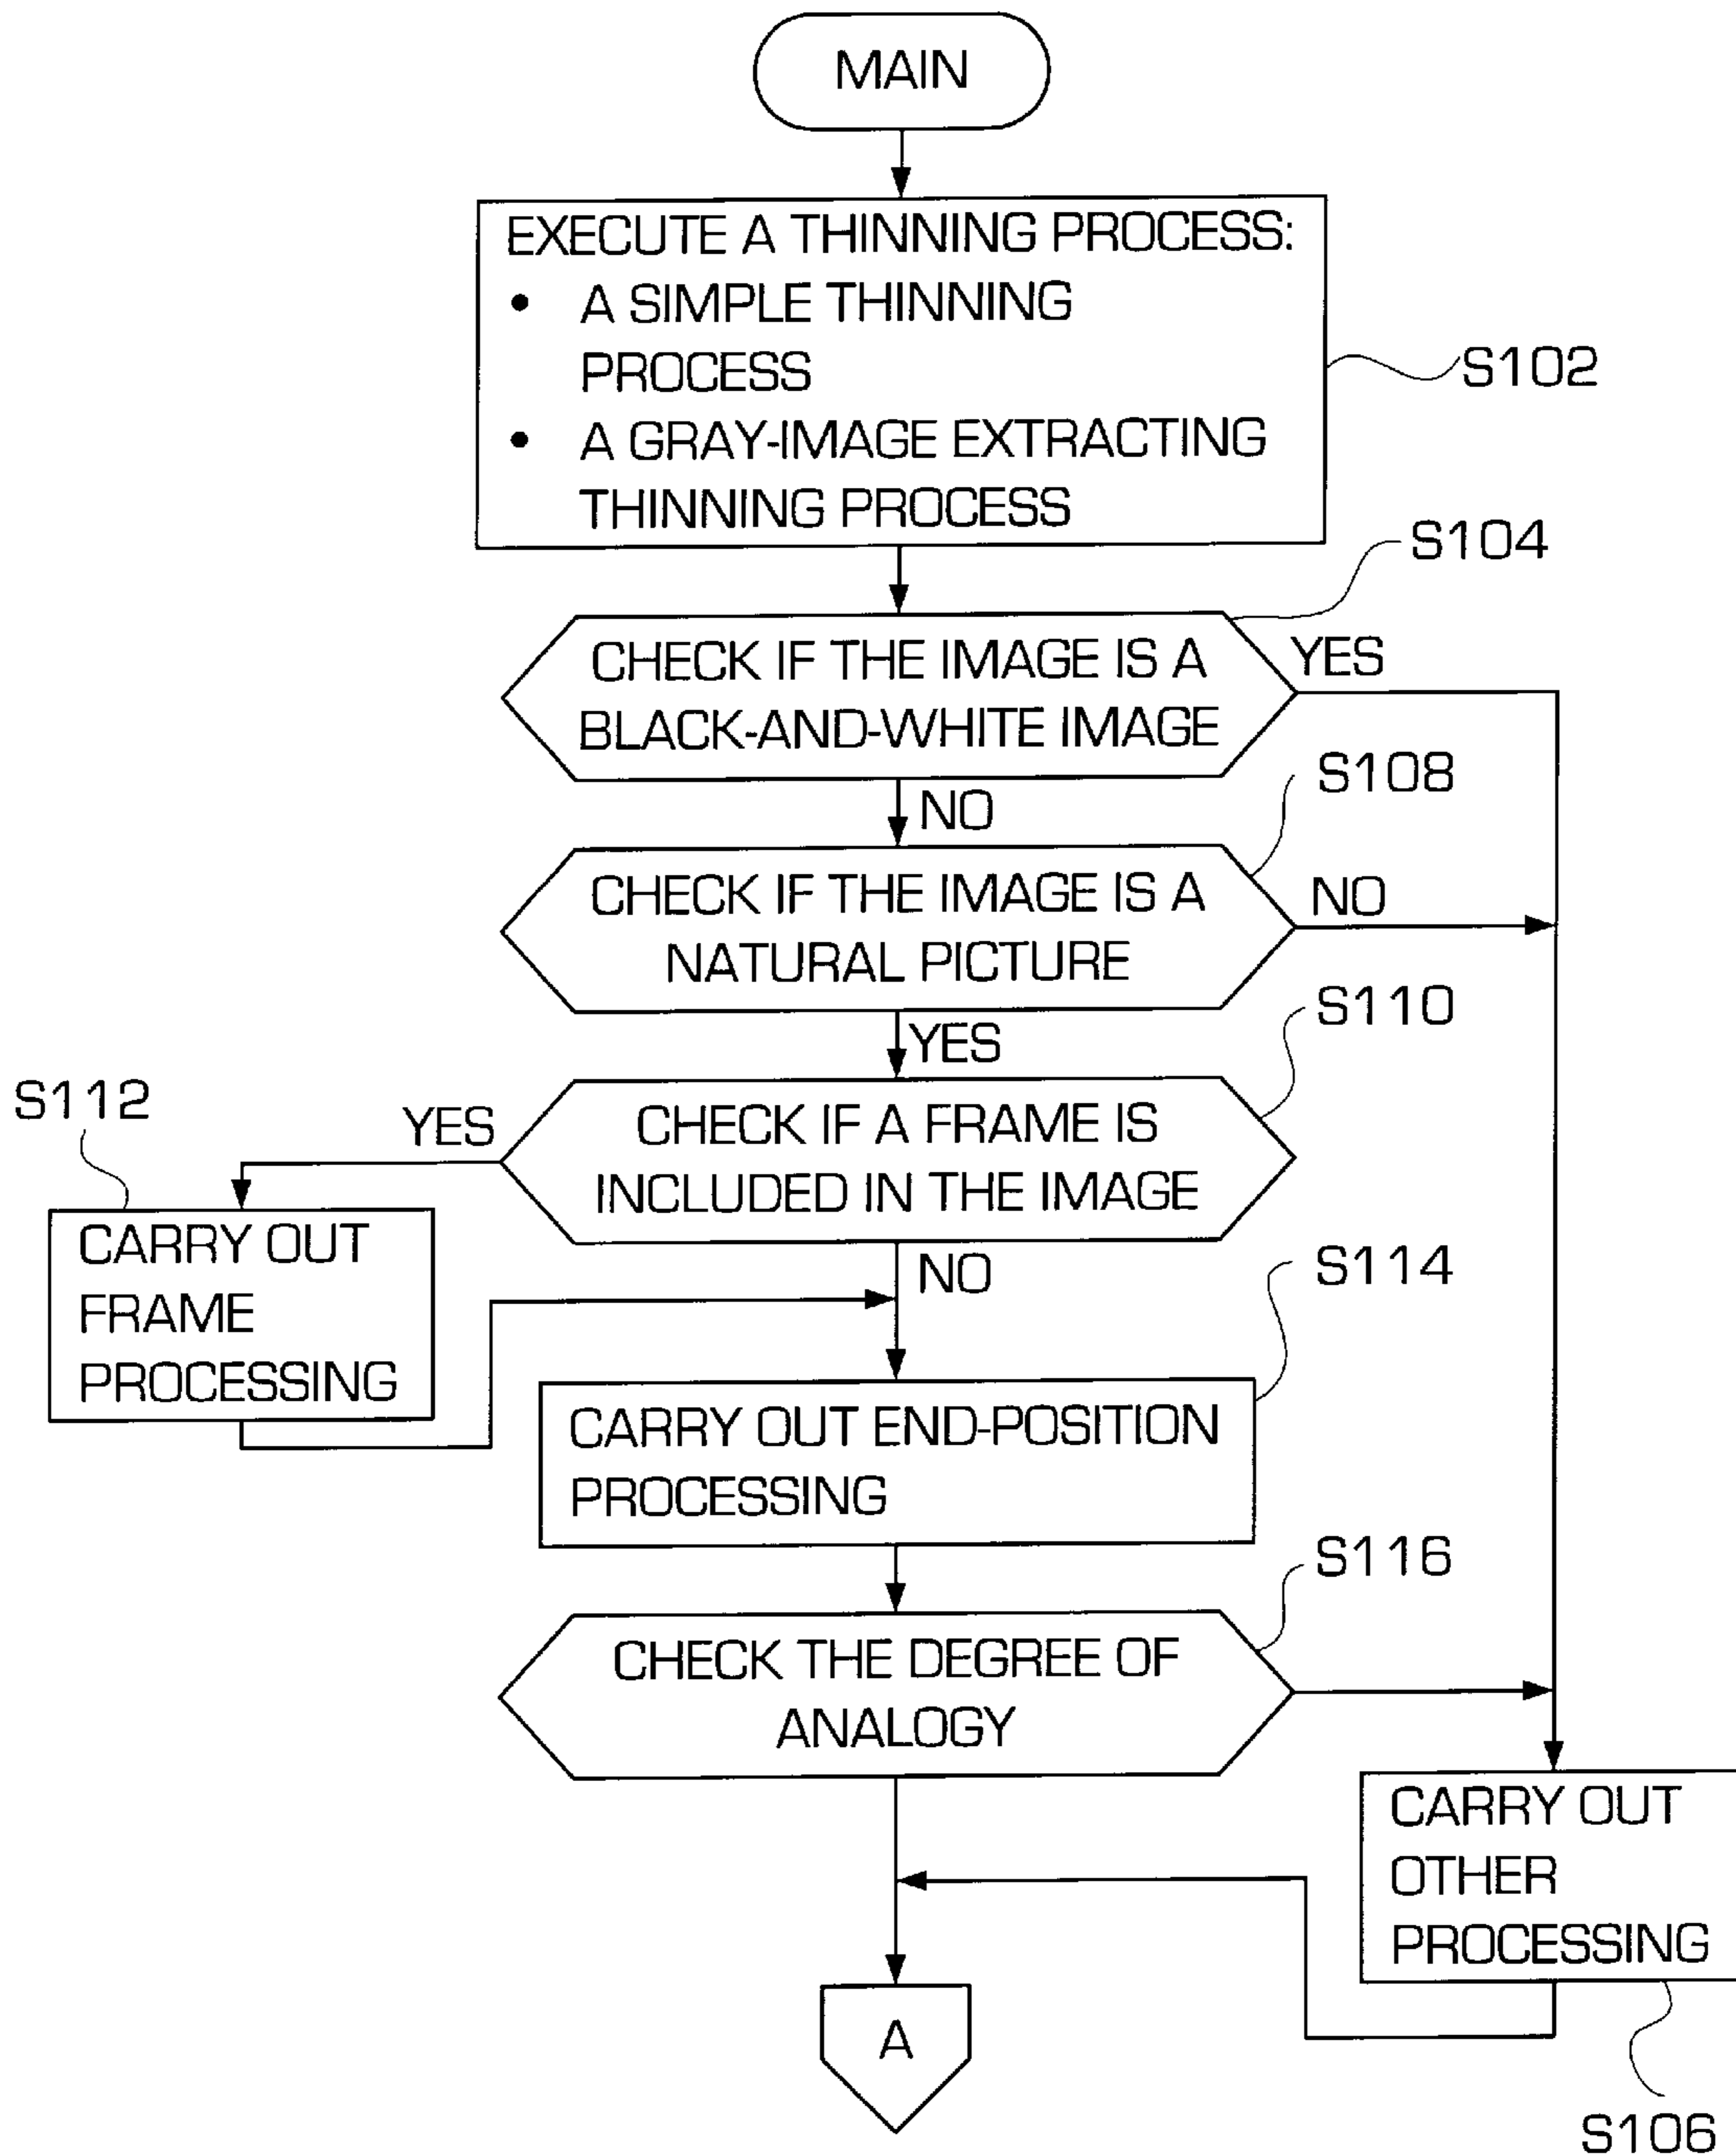 MAIN
EXECUTE A THINNING PROCESS:
• A SIMPLE THINNING
PROCESS
• A GRAY-IMAGE EXTRACTING
THINNING PROCESS
S102
S104
CHECK IF THE IMAGE IS A
BLACK-AND-WHITE IMAGE
YES
NO
S108
CHECK IF THE IMAGE IS A
NATURAL PICTURE
NO
YES
S110
CHECK IF A FRAME IS
INCLUDED IN THE IMAGE
YES
NO
S112
CARRY OUT
FRAME
PROCESSING
S114
CARRY OUT END-POSITION
PROCESSING
S116
CHECK THE DEGREE OF
ANALOGY
CARRY OUT
OTHER
PROCESSING
S106
A